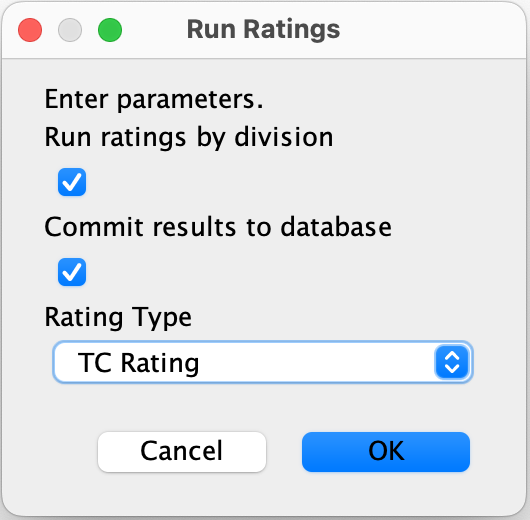 Run Ratings
Enter parameters.
Run ratings by division
Commit results to database
Rating Type
TC Rating
Cancel
OK